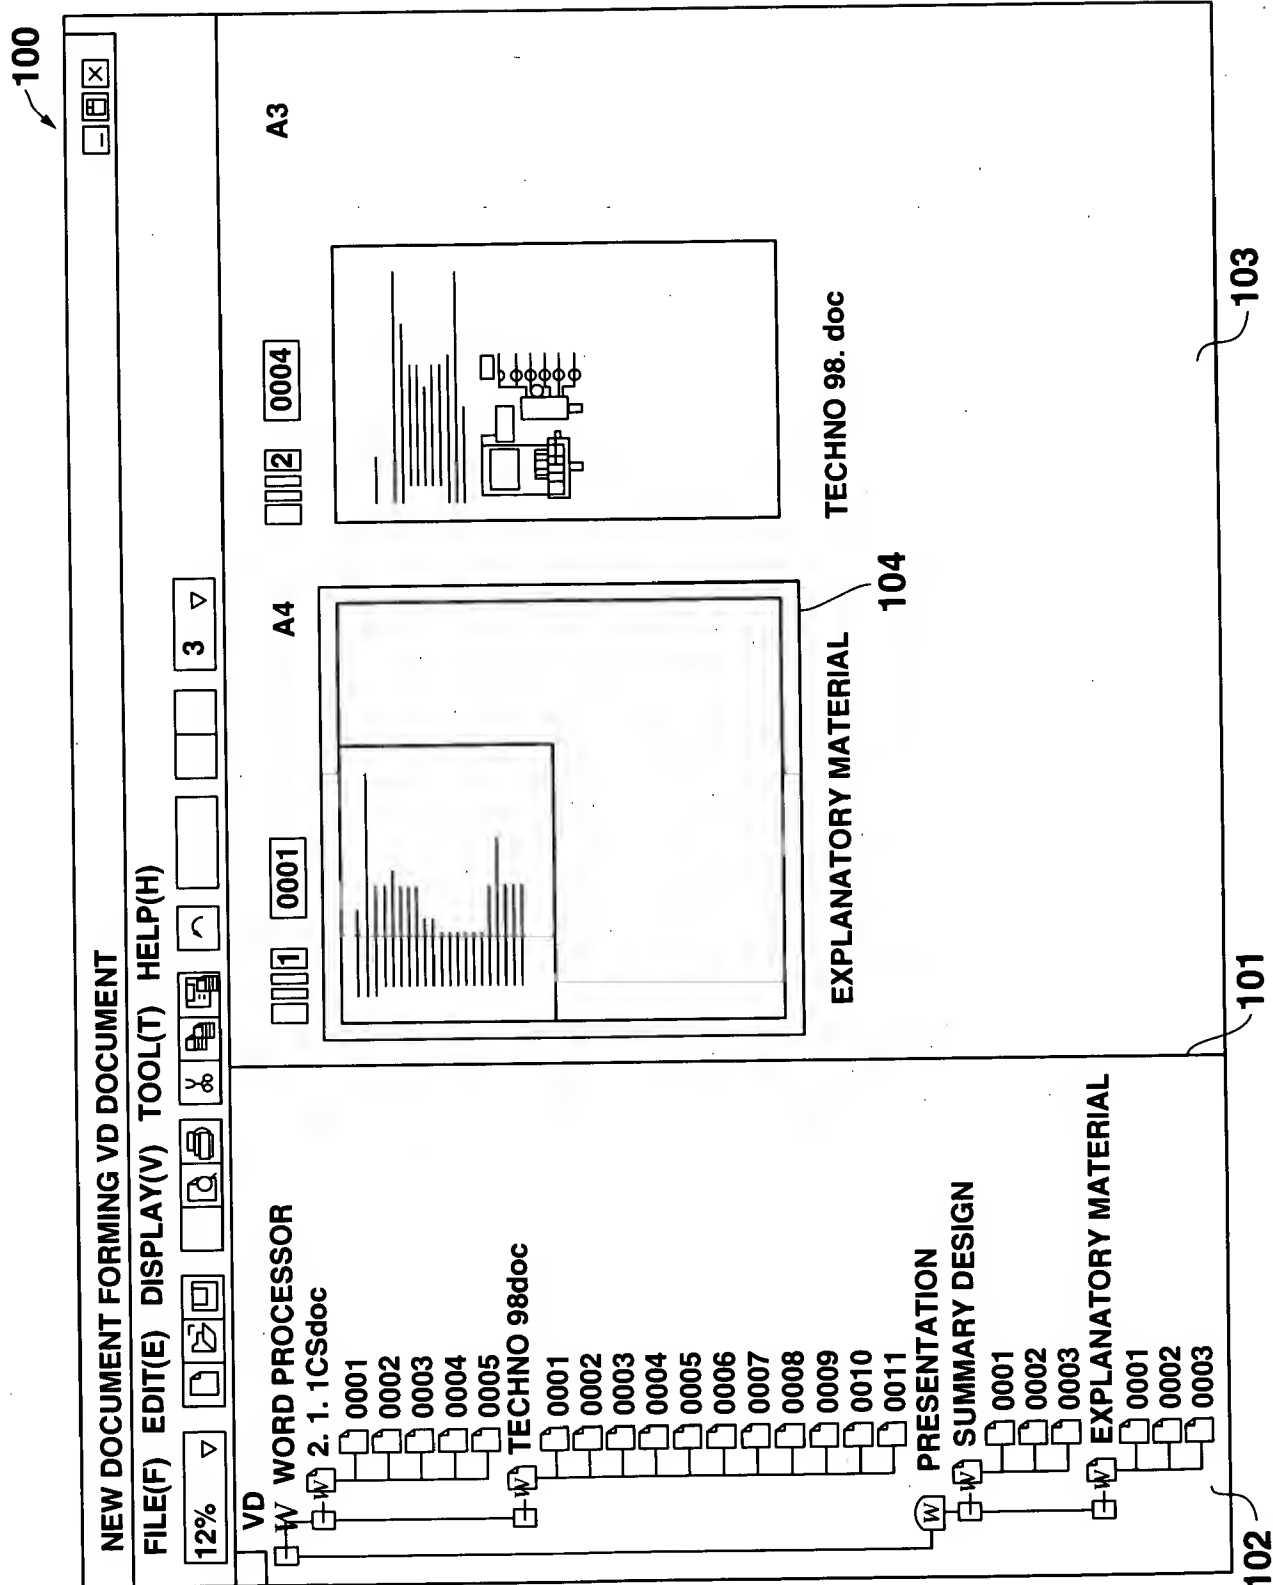 100
NEW DOCUMENT FORMING VD DOCUMENT
FILE(F) EDIT(E) DISPLAY(V) TOOL(T) HELP(H)
12%
3
VD
W WORD PROCESSOR
W 2. 1. 1CSdoc
0001
0002
0003
0004
0005
W TECHNO 98doc
0001
0002
0003
0004
0005
0006
0007
0008
0009
0010
0011
W PRESENTATION
W SUMMARY DESIGN
0001
0002
0003
W EXPLANATORY MATERIAL
0001
0002
0003
1 0001 A4
EXPLANATORY MATERIAL
104
2 0004 A3
TECHNO 98. doc
102
101
103